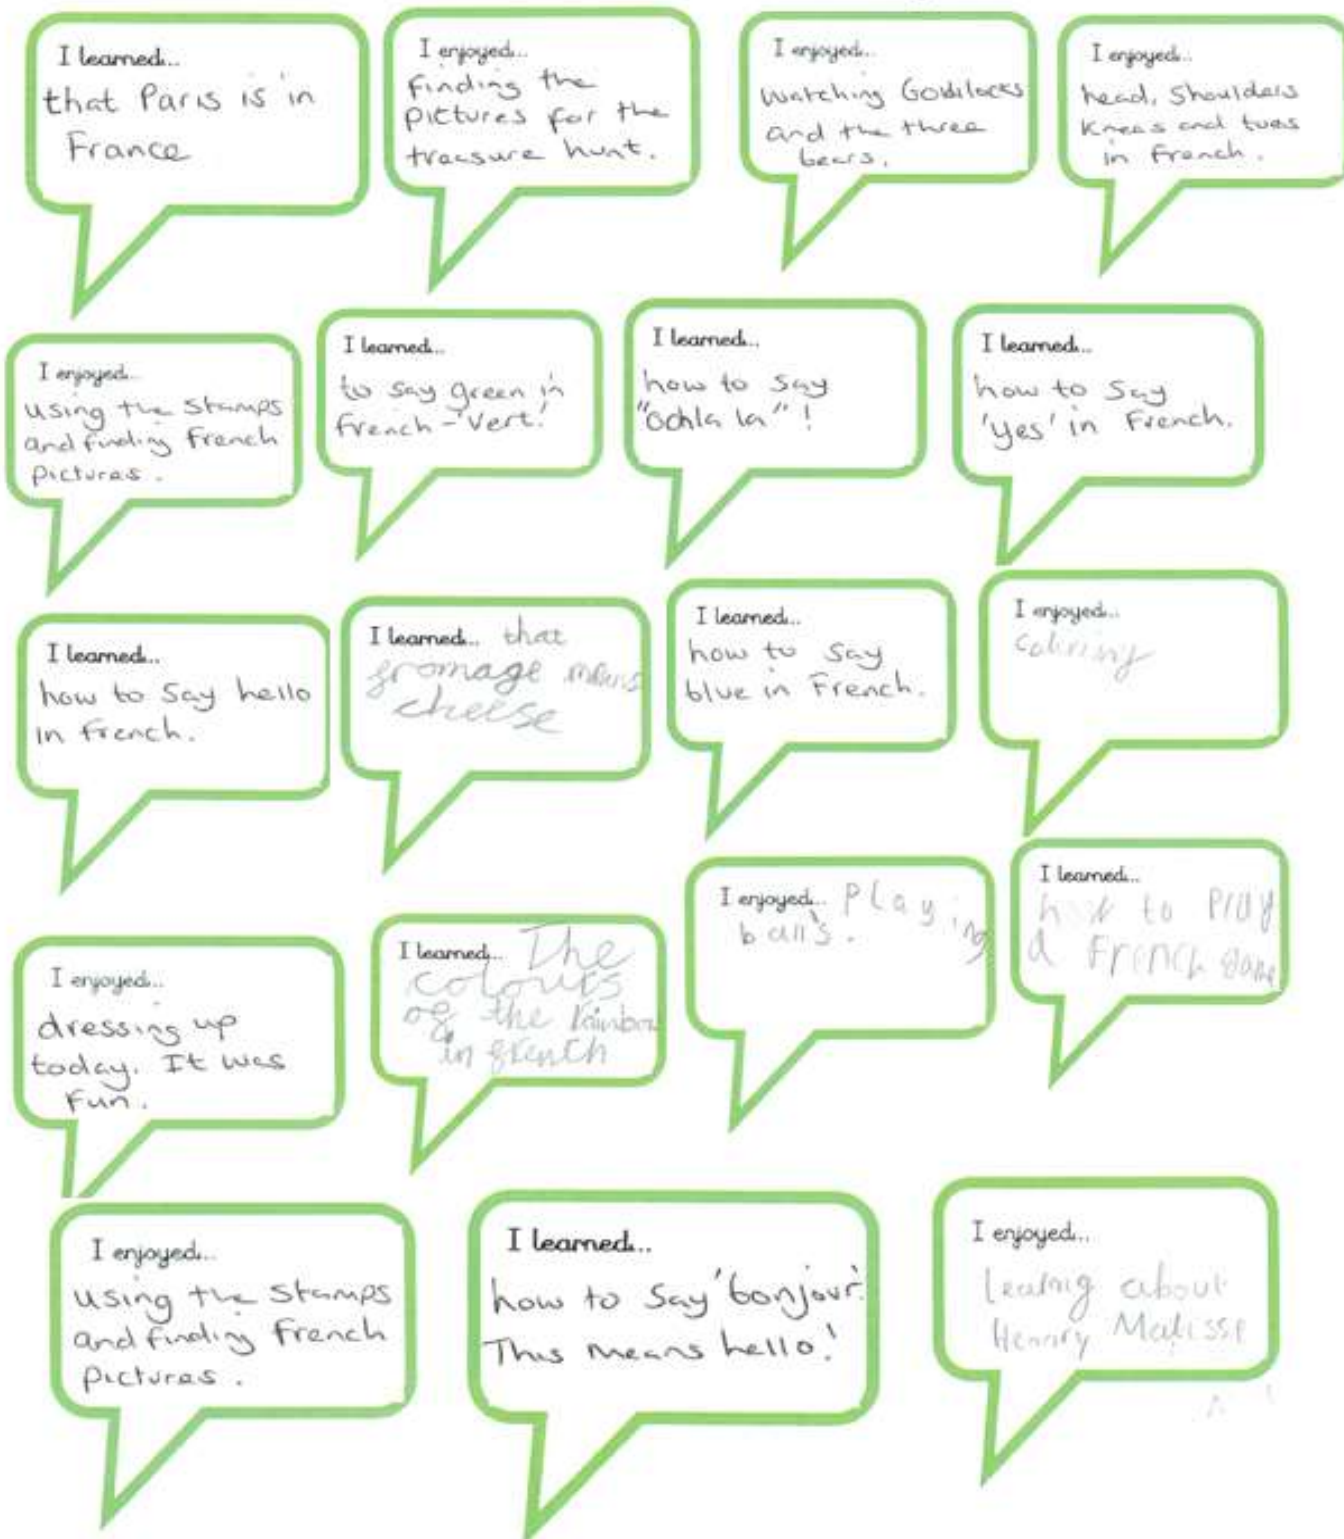 I learned...
that Paris is in
France
I enjoyed...
finding the
pictures for the
treasure hunt.
I enjoyed...
watching Goldilocks
and the three
bears.
I enjoyed...
head, shoulders
knees and toes
in French.
I enjoyed...
using the stamps
and finding French
pictures.
I learned...
to say green in
French - 'Vert'
I learned...
how to say
"Oohla la"!
I learned...
how to say
'yes' in French.
I learned...
how to say hello
in French.
I learned... that
fromage means
cheese
I learned...
how to say
blue in French.
I enjoyed...
I enjoyed...
dressing up
today. It was
Fun.
I learned... The
colours
of the rainbow
in french
I enjoyed... Playing
ball's.
I learned...
how to Play
a French game
I enjoyed...
using the stamps
and finding French
pictures.
I learned...
how to say 'bonjour'.
This means hello!
I enjoyed...
about
Henry Matisse